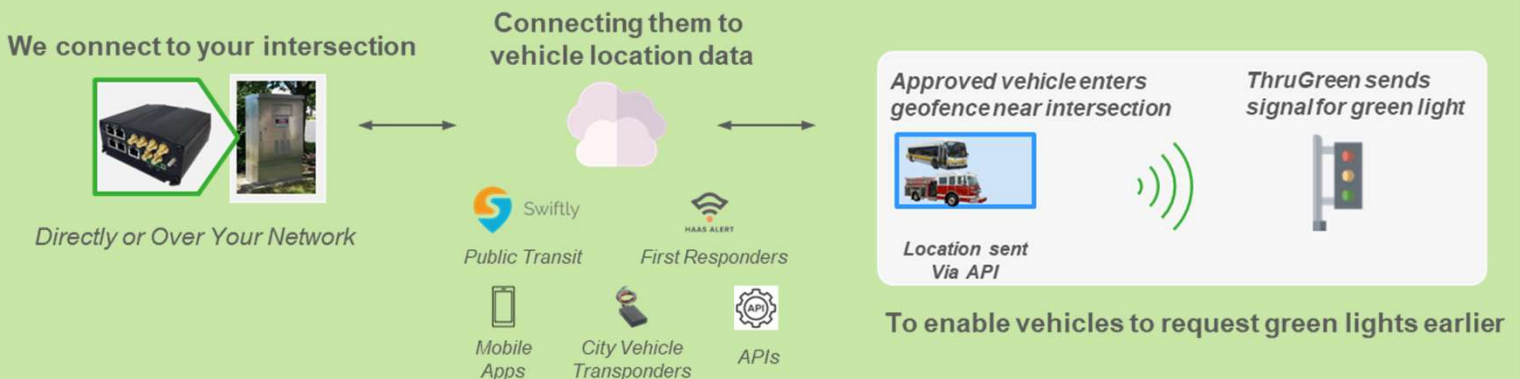 We connect to your intersection
Directly or Over Your Network
Connecting them to
vehicle location data
Swiftly
HAAS ALERT
Public Transit
First Responders
API
Mobile
Apps
City Vehicle
Transponders
APIs
Approved vehicle enters
geofence near intersection
ThruGreen sends
signal for green light
Location sent
Via API
To enable vehicles to request green lights earlier